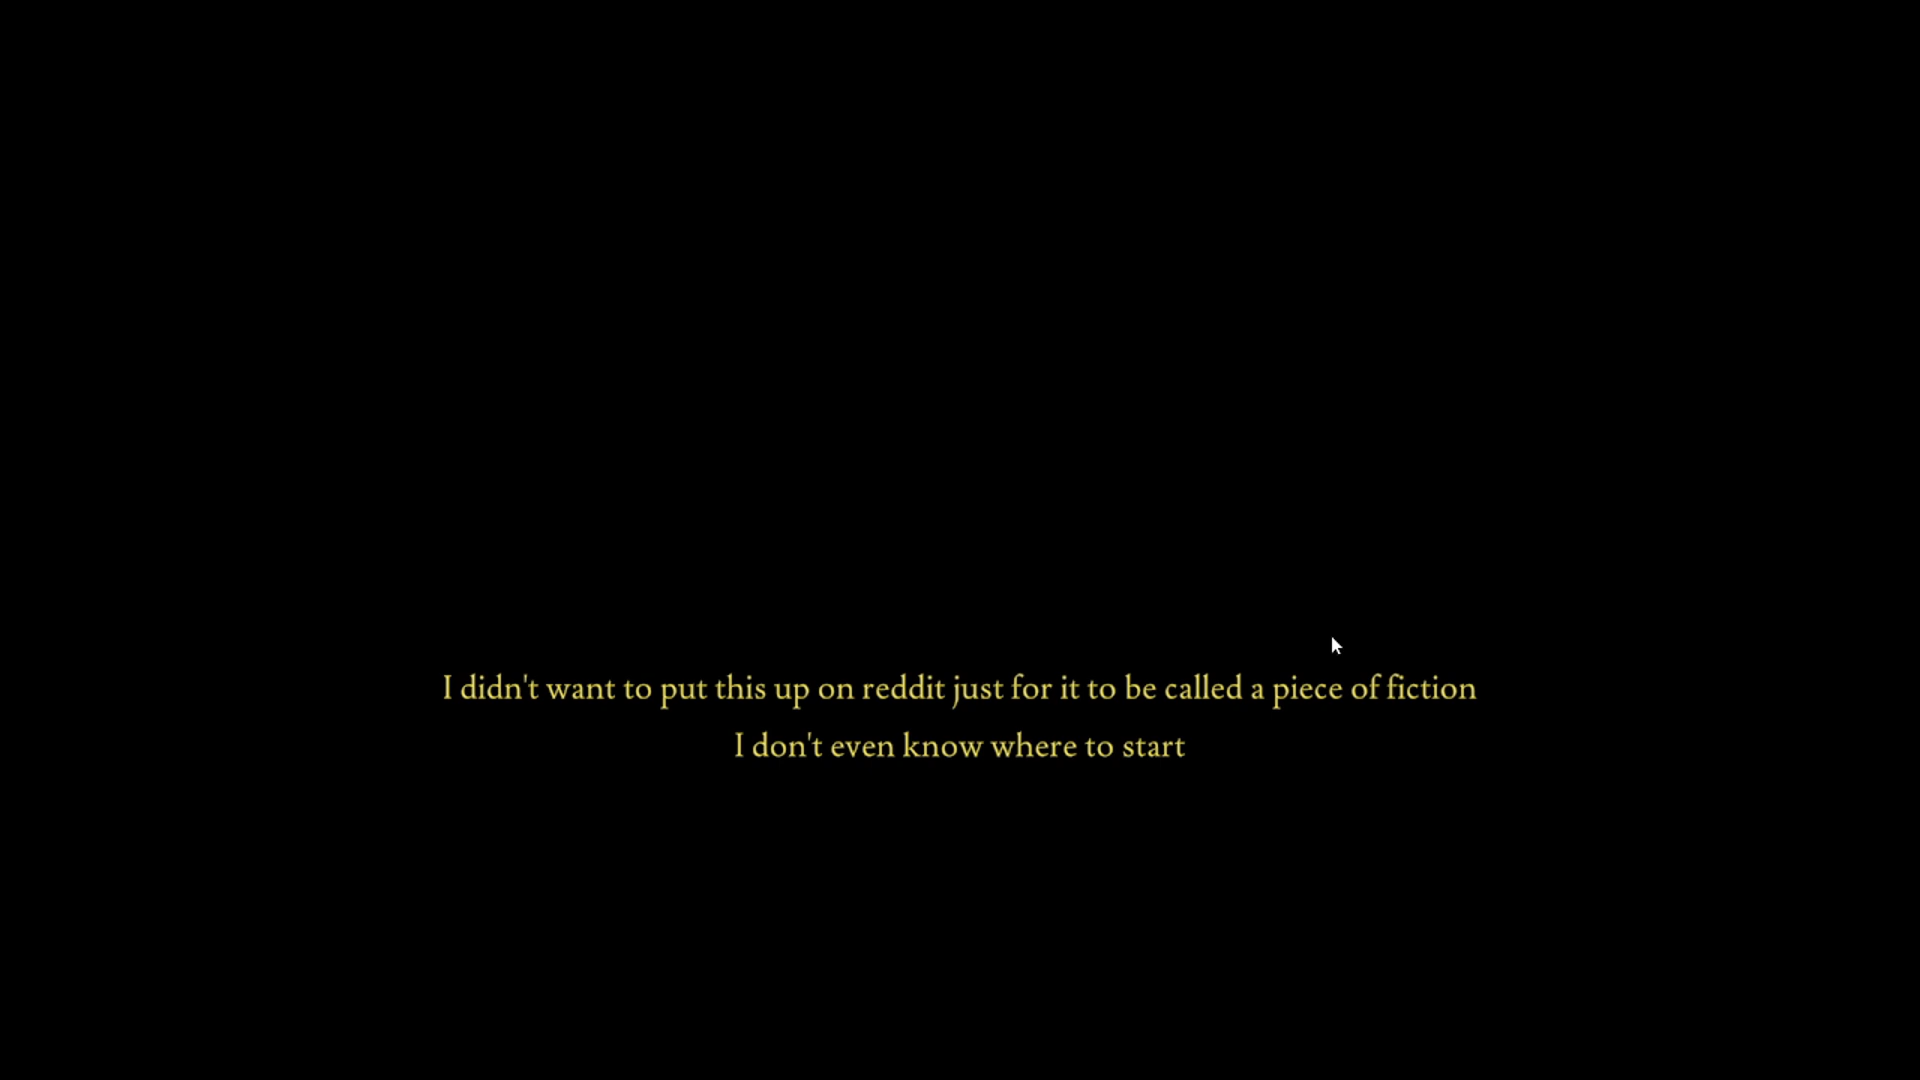 I didn't want to put this up on reddit just for it to be called a piece of fiction
I don't even know where to start